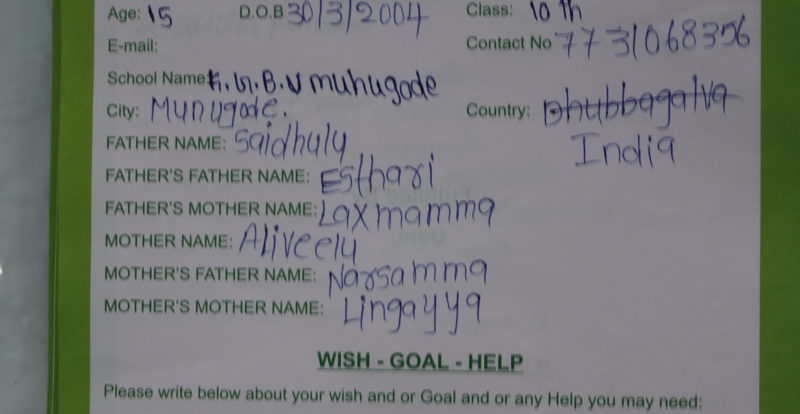 Age: 15 D.O.B 30/3/2004 Class: 10 th
E-mail: Contact No 7731068356
School Name: K.G.B.V munugode
City: Munugode. Country: Dhubbagalva
FATHER NAME: Saidhulu India
FATHER'S FATHER NAME: Esthari
FATHER'S MOTHER NAME: Laxmamma
MOTHER NAME: Aliveelu
MOTHER'S FATHER NAME: Narsamma
MOTHER'S MOTHER NAME: Lingayya
WISH - GOAL - HELP
Please write below about your wish and or Goal and or any Help you may need: